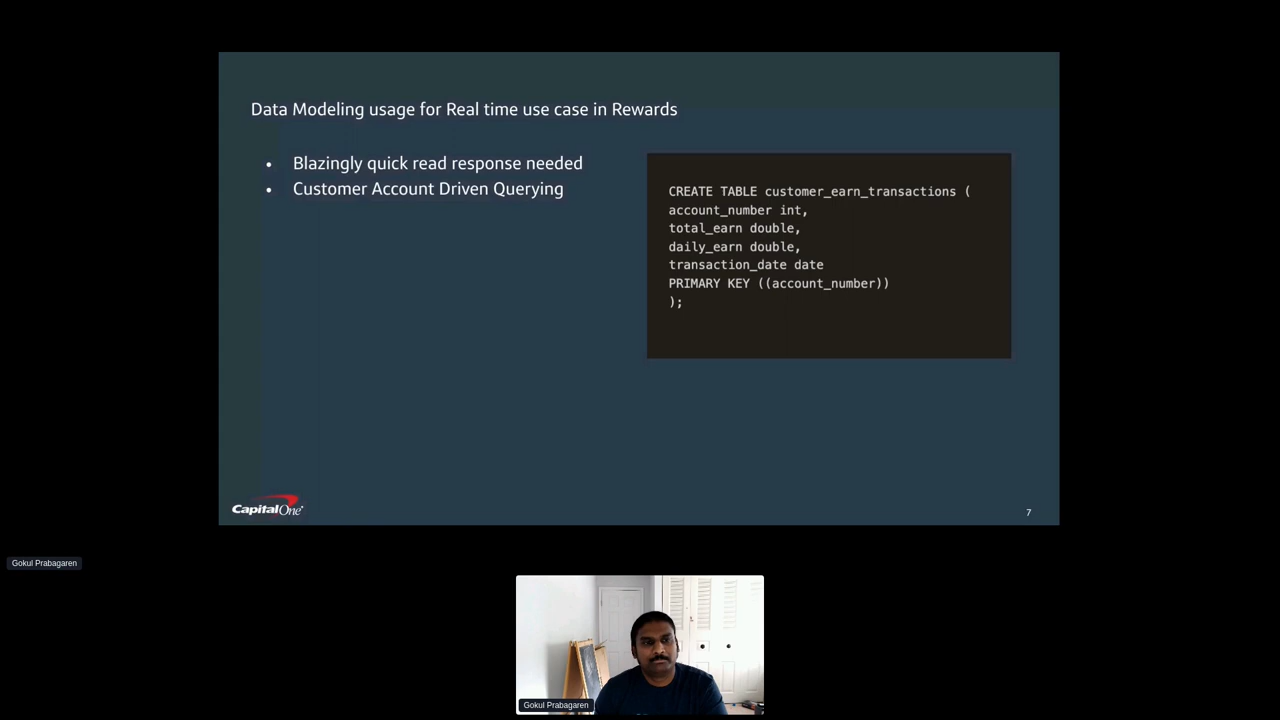 Data Modeling usage for Real time use case in Rewards
• Blazingly quick read response needed
• Customer Account Driven Querying
CREATE TABLE customer_earn_transactions (
account_number int,
total_earn double,
daily_earn double,
transaction_date date
PRIMARY KEY ((account_number))
);
Capital One
7
Gokul Prabagaren
Gokul Prabagaren